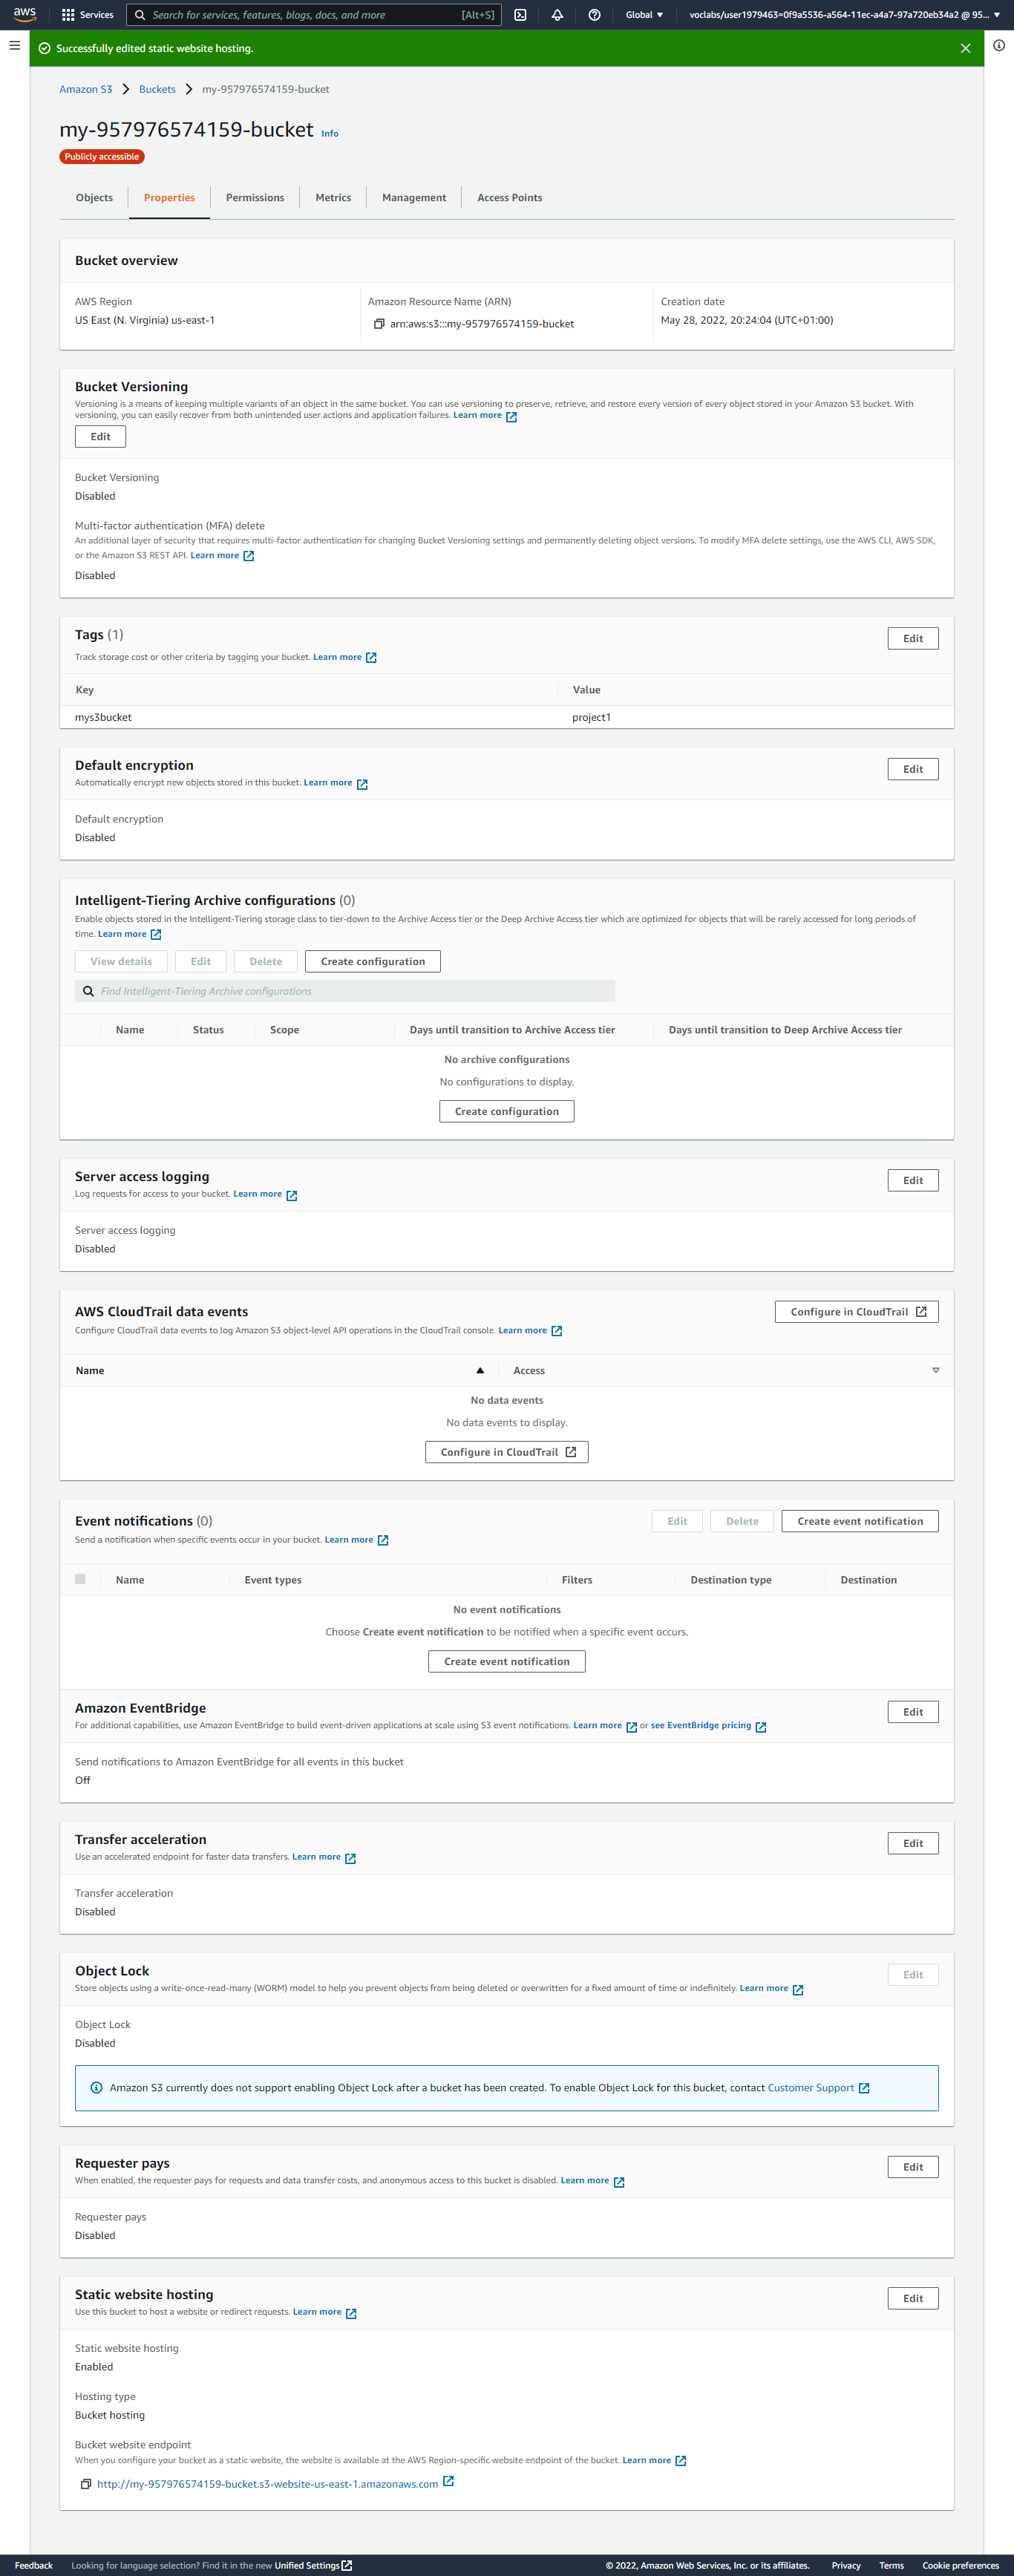 aws Services Search for services, features, blogs, docs, and more [Alt+S] Global voclabs/user1979463=0f9a5536-a564-11ec-a4a7-97a720eb34a2 @ 95...
Successfully edited static website hosting.
Amazon S3 > Buckets > my-957976574159-bucket
my-957976574159-bucket Info
Publicly accessible
Objects Properties Permissions Metrics Management Access Points
Bucket overview
AWS Region Amazon Resource Name (ARN) Creation date
US East (N. Virginia) us-east-1 arn:aws:s3:::my-957976574159-bucket May 28, 2022, 20:24:04 (UTC+01:00)
Bucket Versioning
Versioning is a means of keeping multiple variants of an object in the same bucket. You can use versioning to preserve, retrieve, and restore every version of every object stored in your Amazon S3 bucket. With
versioning, you can easily recover from both unintended user actions and application failures. Learn more
Edit
Bucket Versioning
Disabled
Multi-factor authentication (MFA) delete
An additional layer of security that requires multi-factor authentication for changing Bucket Versioning settings and permanently deleting object versions. To modify MFA delete settings, use the AWS CLI, AWS SDK,
or the Amazon S3 REST API. Learn more
Disabled
Tags (1) Edit
Track storage cost or other criteria by tagging your bucket. Learn more
Key Value
mys3bucket project1
Default encryption Edit
Automatically encrypt new objects stored in this bucket. Learn more
Default encryption
Disabled
Intelligent-Tiering Archive configurations (0)
Enable objects stored in the Intelligent-Tiering storage class to tier-down to the Archive Access tier or the Deep Archive Access tier which are optimized for objects that will be rarely accessed for long periods of
time. Learn more
View details Edit Delete Create configuration
Find Intelligent-Tiering Archive configurations
Name Status Scope Days until transition to Archive Access tier Days until transition to Deep Archive Access tier
No archive configurations
No configurations to display.
Create configuration
Server access logging Edit
Log requests for access to your bucket. Learn more
Server access logging
Disabled
AWS CloudTrail data events Configure in CloudTrail
Configure CloudTrail data events to log Amazon S3 object-level API operations in the CloudTrail console. Learn more
Name Access
No data events
No data events to display.
Configure in CloudTrail
Event notifications (0) Edit Delete Create event notification
Send a notification when specific events occur in your bucket. Learn more
Name Event types Filters Destination type Destination
No event notifications
Choose Create event notification to be notified when a specific event occurs.
Create event notification
Amazon EventBridge Edit
For additional capabilities, use Amazon EventBridge to build event-driven applications at scale using S3 event notifications. Learn more or see EventBridge pricing
Send notifications to Amazon EventBridge for all events in this bucket
Off
Transfer acceleration Edit
Use an accelerated endpoint for faster data transfers. Learn more
Transfer acceleration
Disabled
Object Lock Edit
Store objects using a write-once-read-many (WORM) model to help you prevent objects from being deleted or overwritten for a fixed amount of time or indefinitely. Learn more
Object Lock
Disabled
Amazon S3 currently does not support enabling Object Lock after a bucket has been created. To enable Object Lock for this bucket, contact Customer Support
Requester pays Edit
When enabled, the requester pays for requests and data transfer costs, and anonymous access to this bucket is disabled. Learn more
Requester pays
Disabled
Static website hosting Edit
Use this bucket to host a website or redirect requests. Learn more
Static website hosting
Enabled
Hosting type
Bucket hosting
Bucket website endpoint
When you configure your bucket as a static website, the website is available at the AWS Region-specific website endpoint of the bucket. Learn more
http://my-957976574159-bucket.s3-website-us-east-1.amazonaws.com
Feedback Looking for language selection? Find it in the new Unified Settings © 2022, Amazon Web Services, Inc. or its affiliates. Privacy Terms Cookie preferences